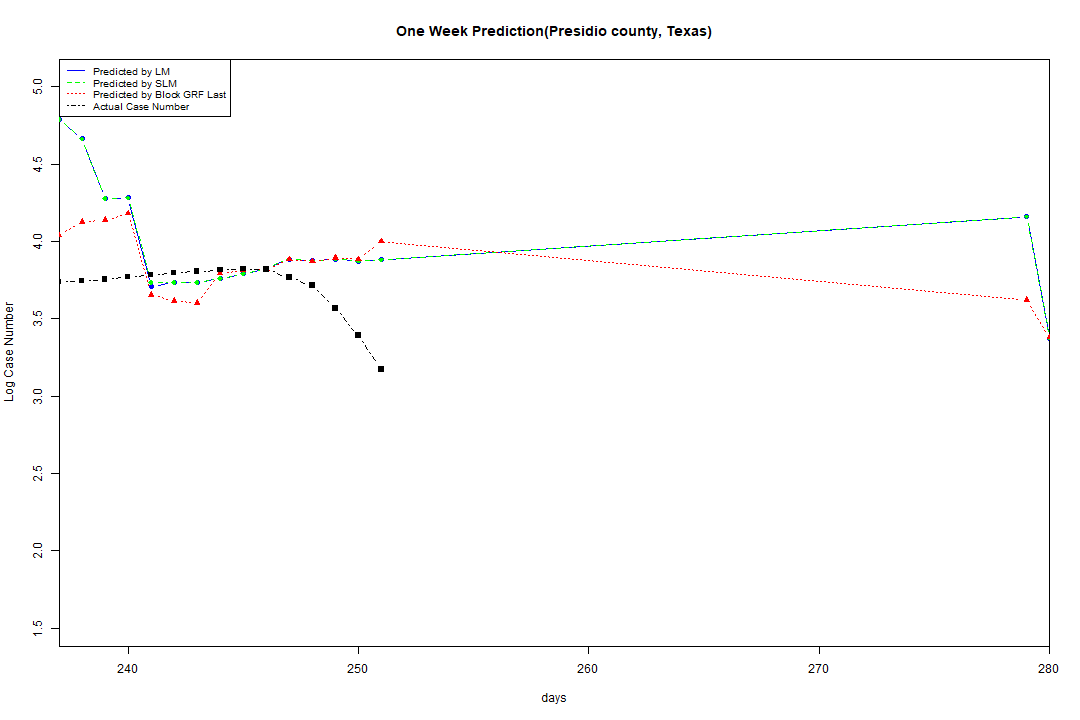 One Week Prediction(Presidio county, Texas)
Predicted by LM
Predicted by SLM
Predicted by Block GRF Last
Actual Case Number
5.0
4.5
4.0
3.5
3.0
2.5
2.0
1.5
Log Case Number
240
250
260
270
280
days